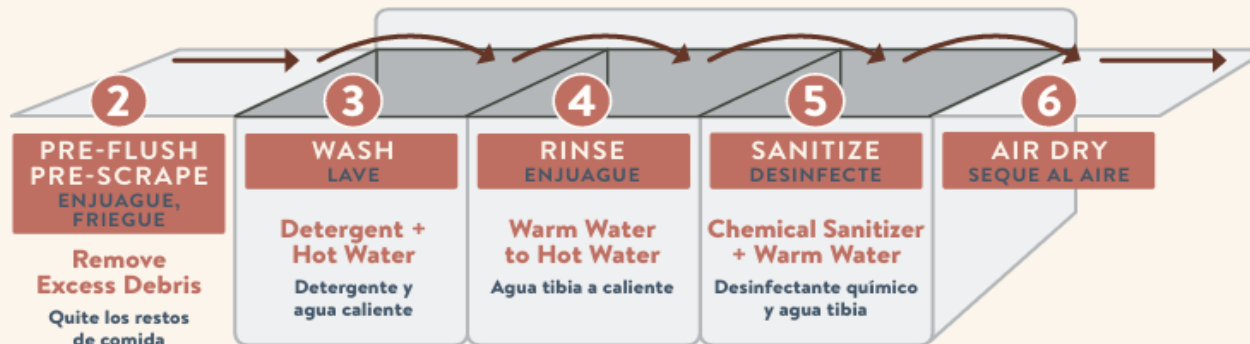 2
PRE-FLUSH
PRE-SCRAPE
ENJUAGUE,
FRIEGUE
Remove
Excess Debris
Quite los restos
de comida
3
WASH
LAVE
Detergent +
Hot Water
Detergente y
agua caliente
4
RINSE
ENJUAGUE
Warm Water
to Hot Water
Agua tibia a caliente
5
SANITIZE
DESINFECTE
Chemical Sanitizer
+ Warm Water
Desinfectante químico
y agua tibia
6
AIR DRY
SEQUE AL AIRE